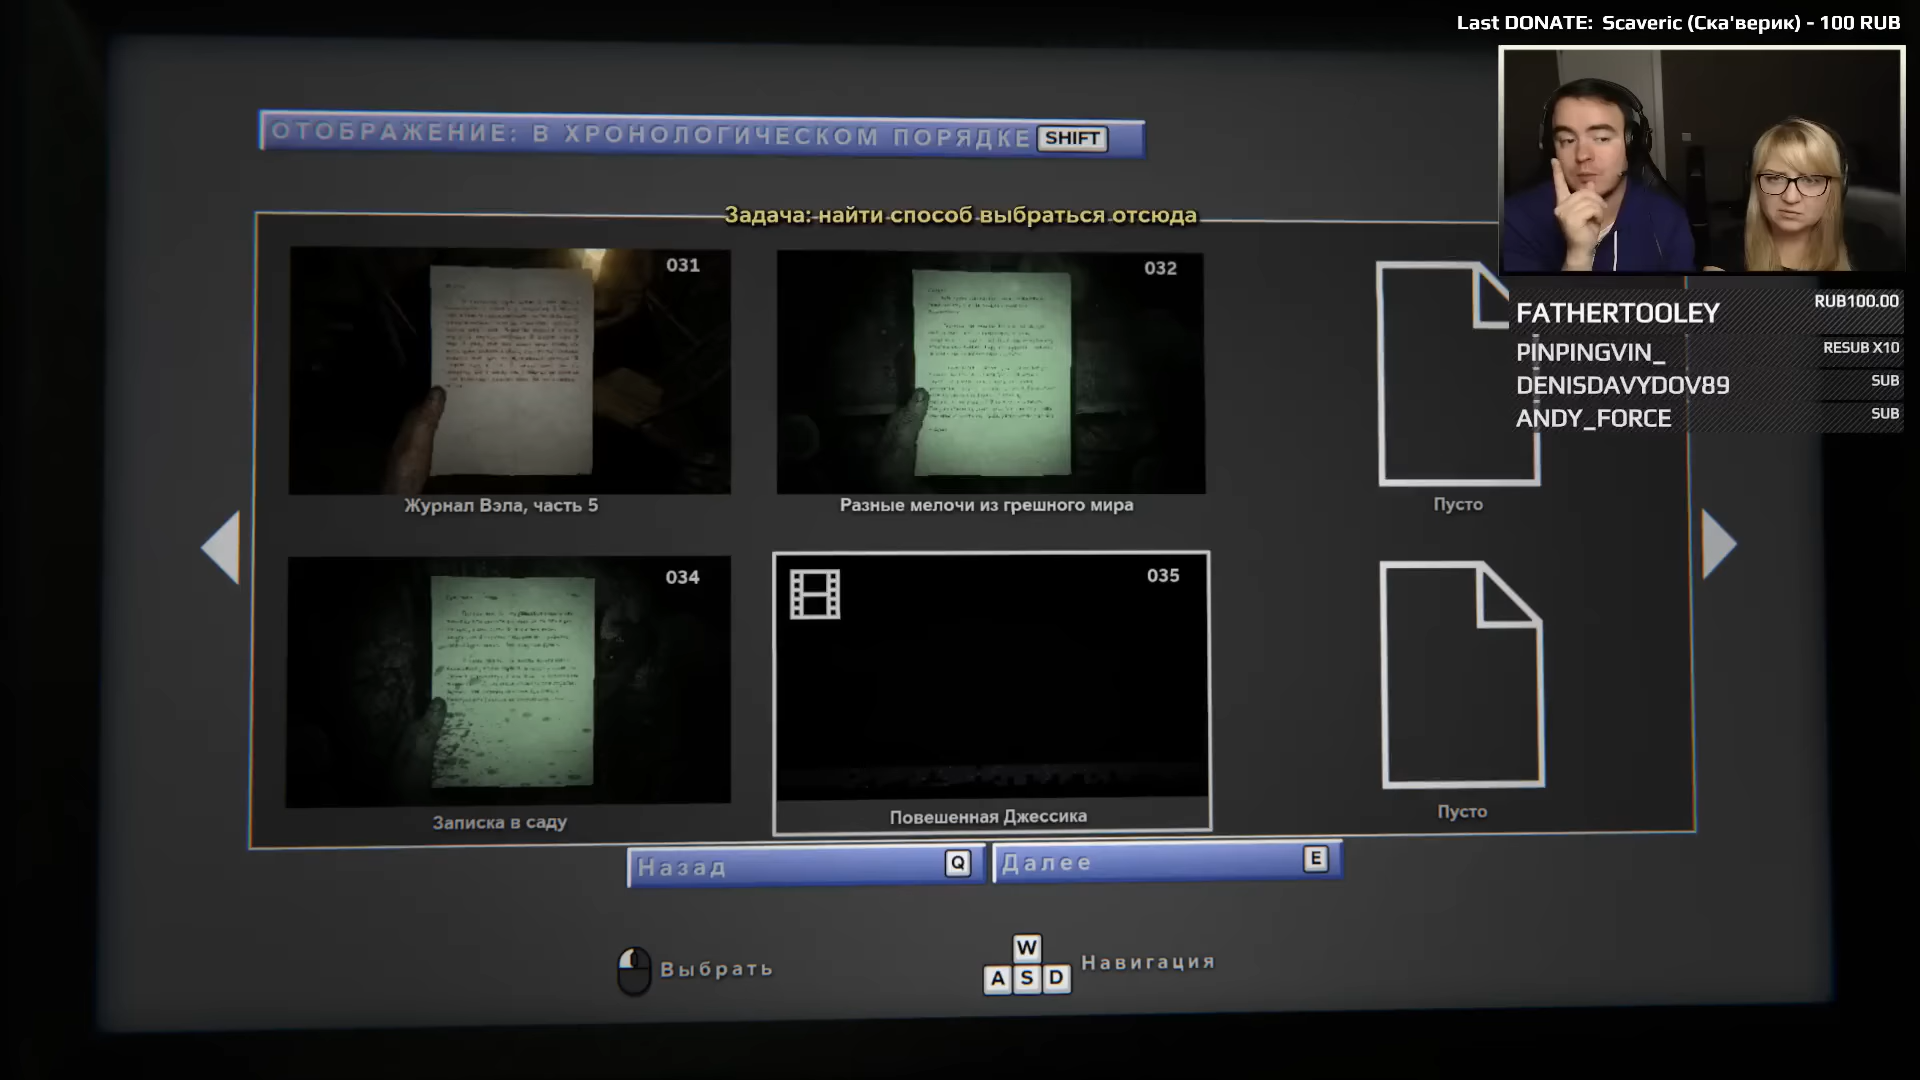 Last DONATE: Scaveric (Ска'верик) - 100 RUB
ОТОБРАЖЕНИЕ: В ХРОНОЛОГИЧЕСКОМ ПОРЯДКЕ SHIFT
Задача: найти способ выбраться отсюда
031
032
Журнал Вэла, часть 5
Разные мелочи из грешного мира
Пусто
FATHERTOOLEY RUB100.00
PINPINGVIN_ RESUB X10
DENISDAVYDOV89 SUB
ANDY_FORCE SUB
034
035
Записка в саду
Повешенная Джессика
Пусто
Назад Q
Далее E
Выбрать
W
A S D
Навигация